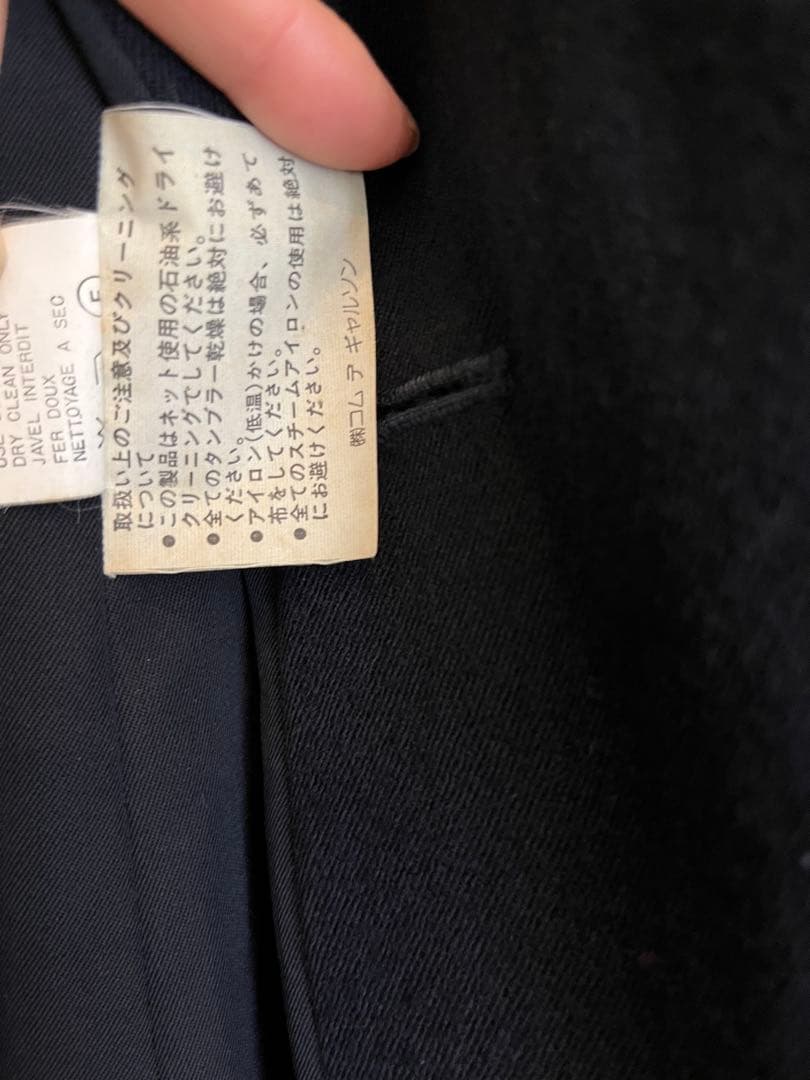 DRY CLEAN ONLY
JAVEL INTERDIT
FER DOUX
NETTOYAGE A SEC
F
取扱い上のご注意及びクリーニング
について
●この製品はネット使用の石油系ドライ
クリーニングでしてください。
●全てのタンブラー乾燥は絶対にお避け
ください。
●アイロン(低温)かけの場合、必ずあて
布をしてください。
●全てのスチームアイロンの使用は絶対
にお避けください。
㈱コム デ ギャルソン